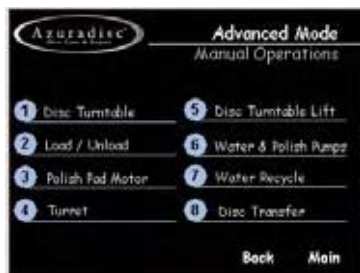 Azuradisc
Advanced Mode
Manual Operations
1 Disc Turntable
2 Load / Unload
3 Polish Pad Motor
4 Turret
5 Disc Turntable Lift
6 Water & Polish Pumps
7 Water Recycle
8 Disc Transfer
Back Main